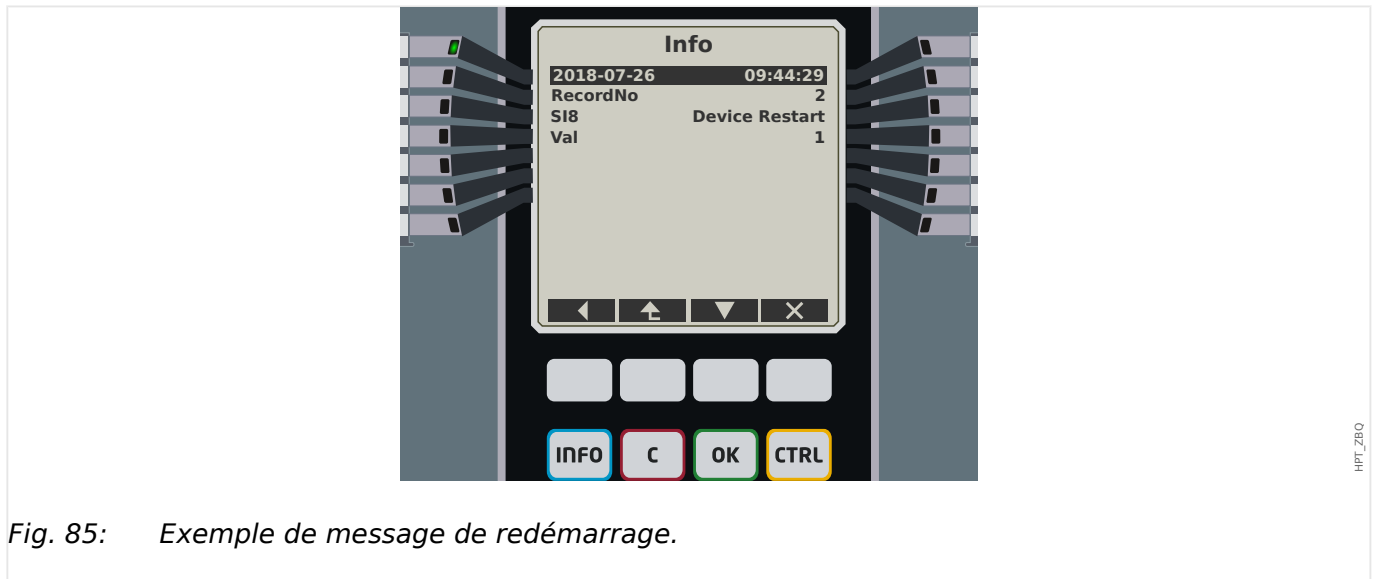 Info
2018-07-26 09:44:29
RecordNo 2
SI8 Device Restart
Val 1
INFO C OK CTRL
HPT_ZBQ
Fig. 85: Exemple de message de redémarrage.